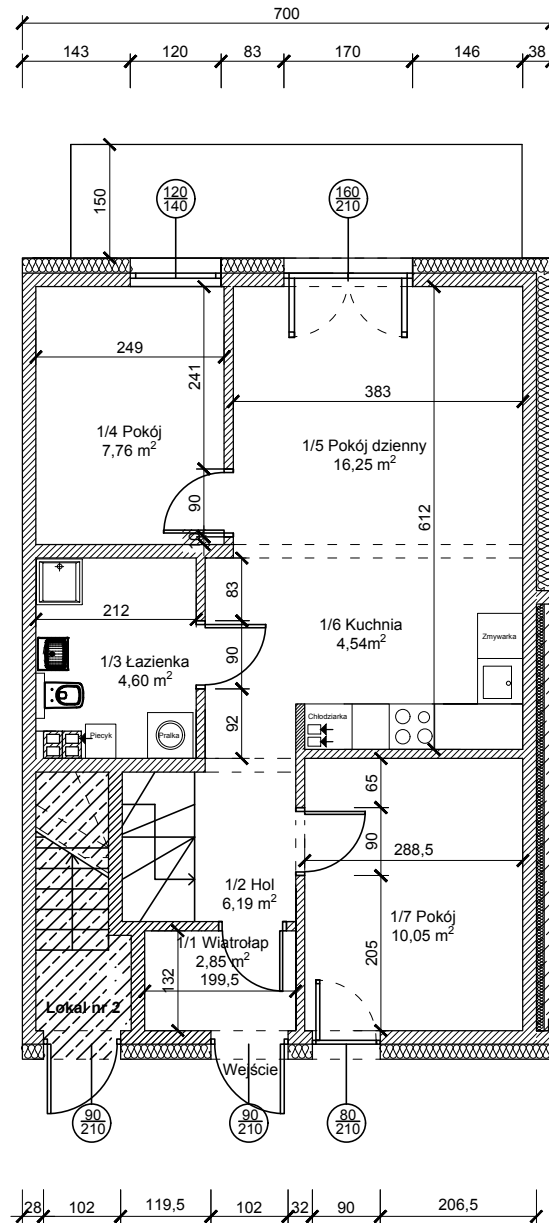 700
143 120 83 170 146 38
150
120
140
160
210
249
241
383
1/4 Pokój
7,76 m²
1/5 Pokój dzienny
16,25 m²
90
612
83
212
1/6 Kuchnia
4,54m²
Zmywarka
1/3 Łazienka
4,60 m²
90
92
Chłodziarka
Piecyk
Pralka
65
90
288,5
1/2 Hol
6,19 m²
1/7 Pokój
10,05 m²
205
1/1 Wiatrołap
2,85 m²
199,5
132
Lokal nr 2
Wejście
90
210
90
210
80
210
28 102 119,5 102 32 90 206,5